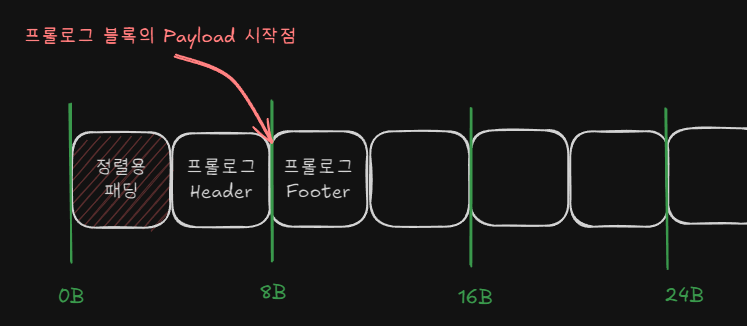 프롤로그 블록의 Payload 시작점
정렬용
패딩
프롤로그
Header
프롤로그
Footer
0B
8B
16B
24B